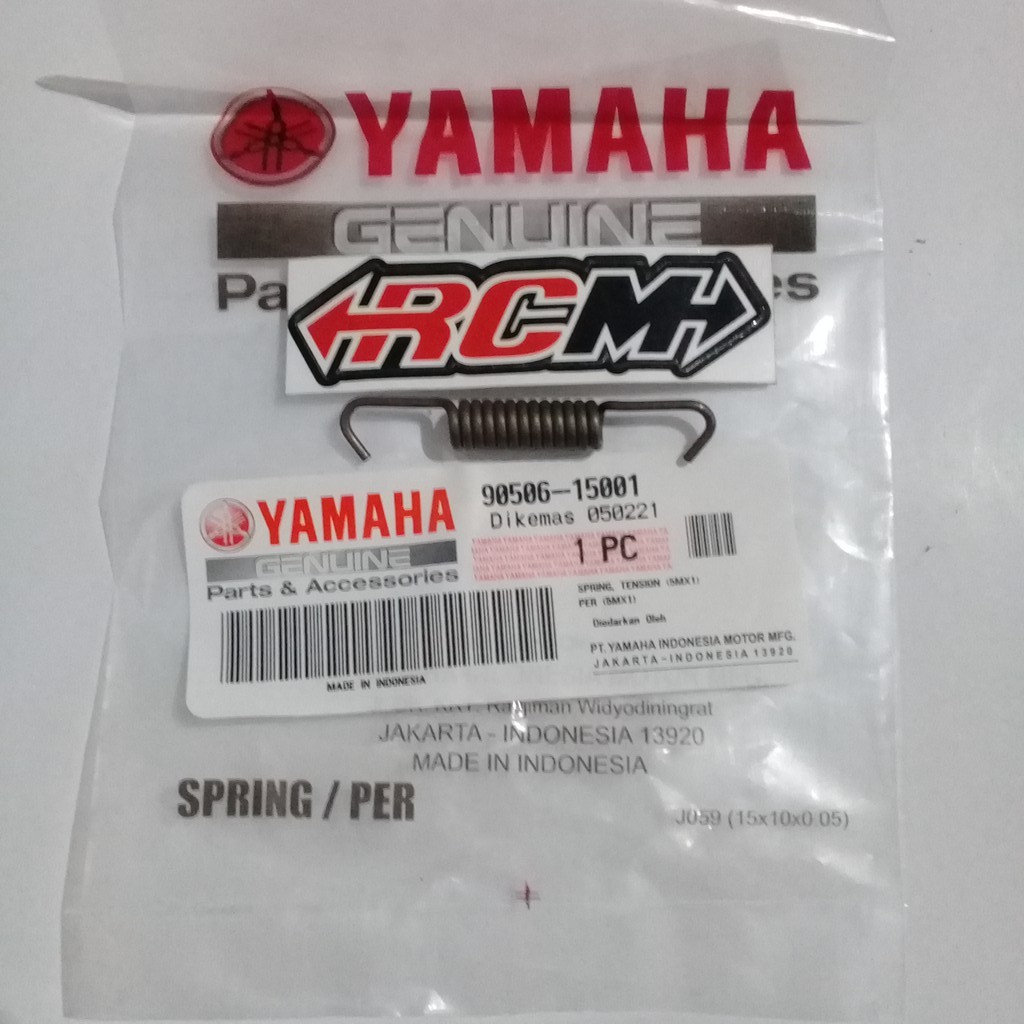 YAMAHA
GENUINE
Pa es
RCM
YAMAHA
GENUINE
Parts & Accessories
90506-15001
Dikemas 050221
1 PC
SPRING, TENSION (5MX1)
PER (5MX1)
Diedarkan Oleh
PT. YAMAHA INDONESIA MOTOR MFG.
JAKARTA-INDONESIA 13920
MADE IN INDONESIA
Widyodiningrat
JAKARTA - INDONESIA 13920
MADE IN INDONESIA
SPRING / PER
J059 (15x10x0.05)